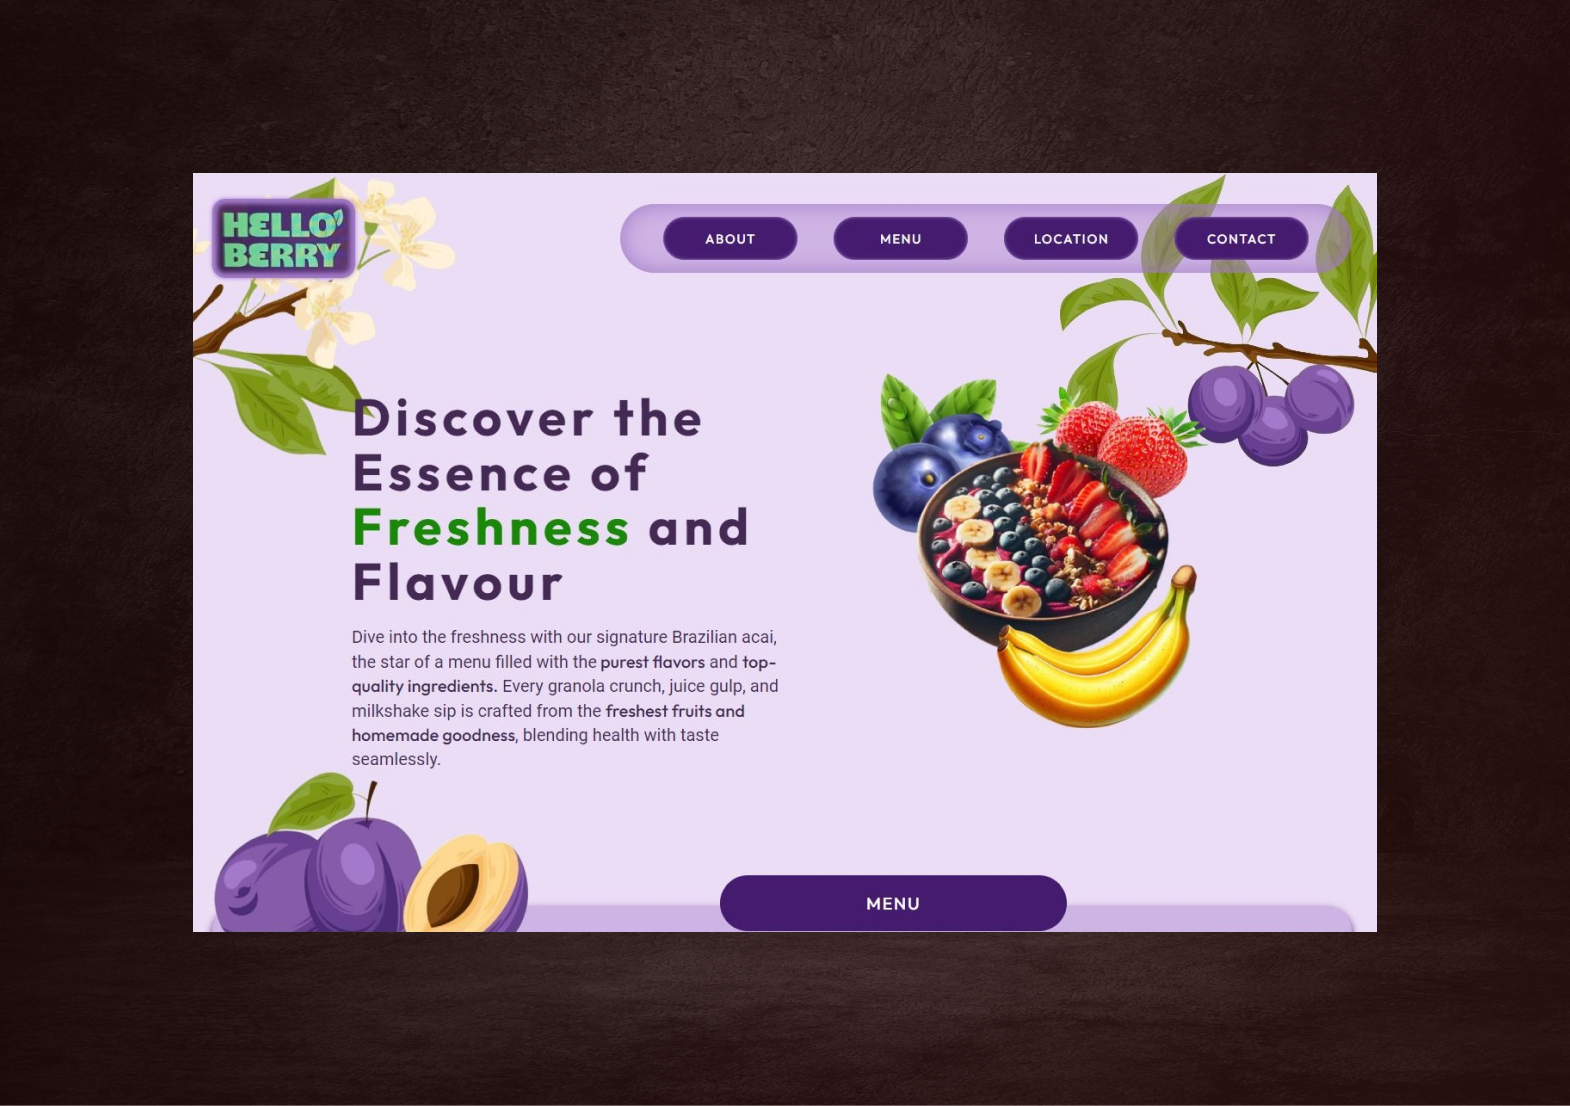 HELLO
BERRY
ABOUT
MENU
LOCATION
CONTACT
Discover the
Essence of
Freshness and
Flavour
Dive into the freshness with our signature Brazilian acai,
the star of a menu filled with the purest flavors and top-
quality ingredients. Every granola crunch, juice gulp, and
milkshake sip is crafted from the freshest fruits and
homemade goodness, blending health with taste
seamlessly.
MENU